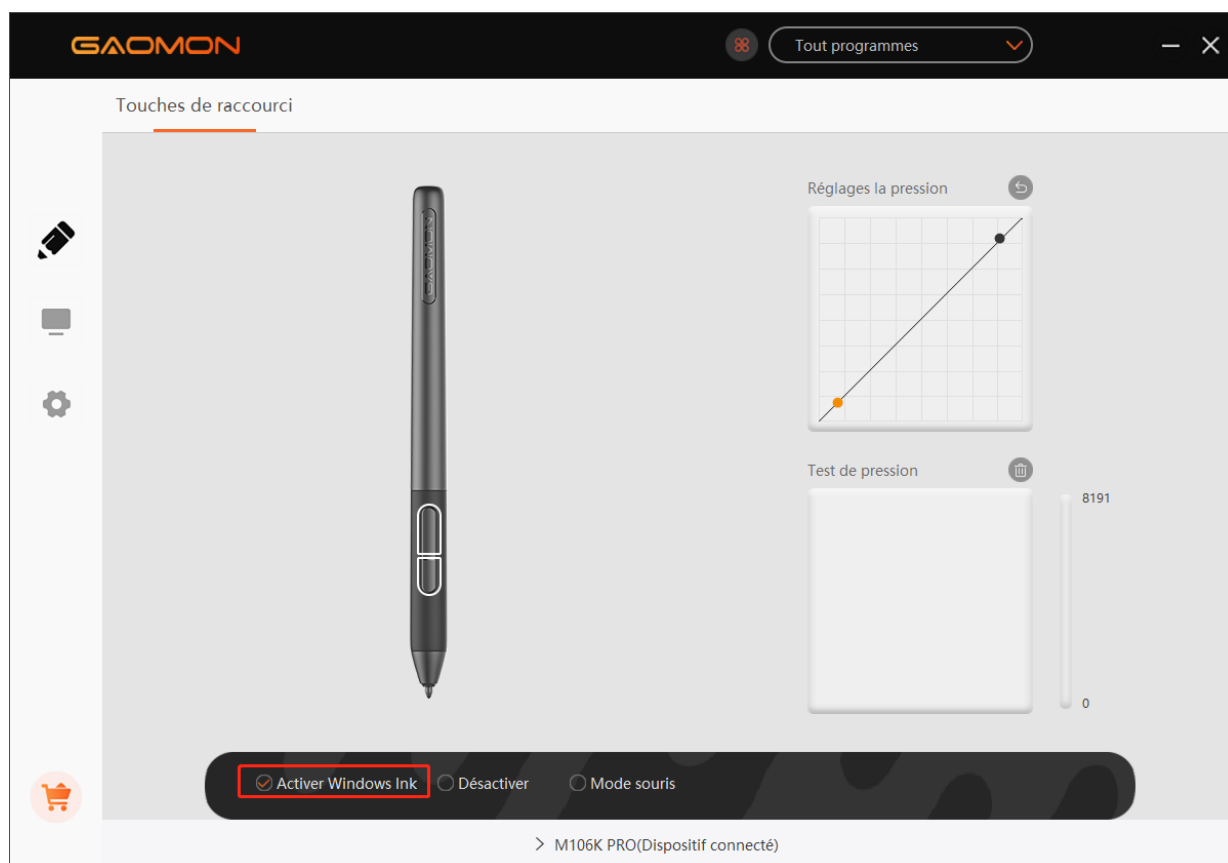 GAOMON
Tout programmes
Touches de raccourci
Réglages la pression
GAOMON
Test de pression
8191
0
Activer Windows Ink
Désactiver
Mode souris
M106K PRO(Dispositif connecté)